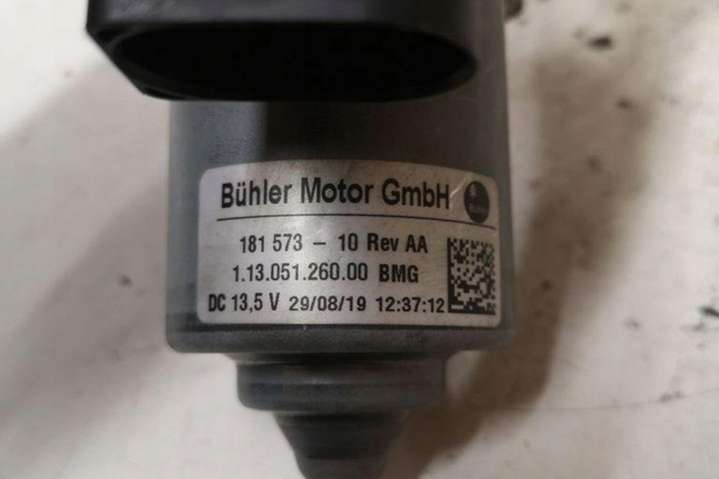 Bühler Motor GmbH
181 573 - 10 Rev AA
1.13.051.260.00 BMG
DC 13,5 V 29/08/19 12:37:12